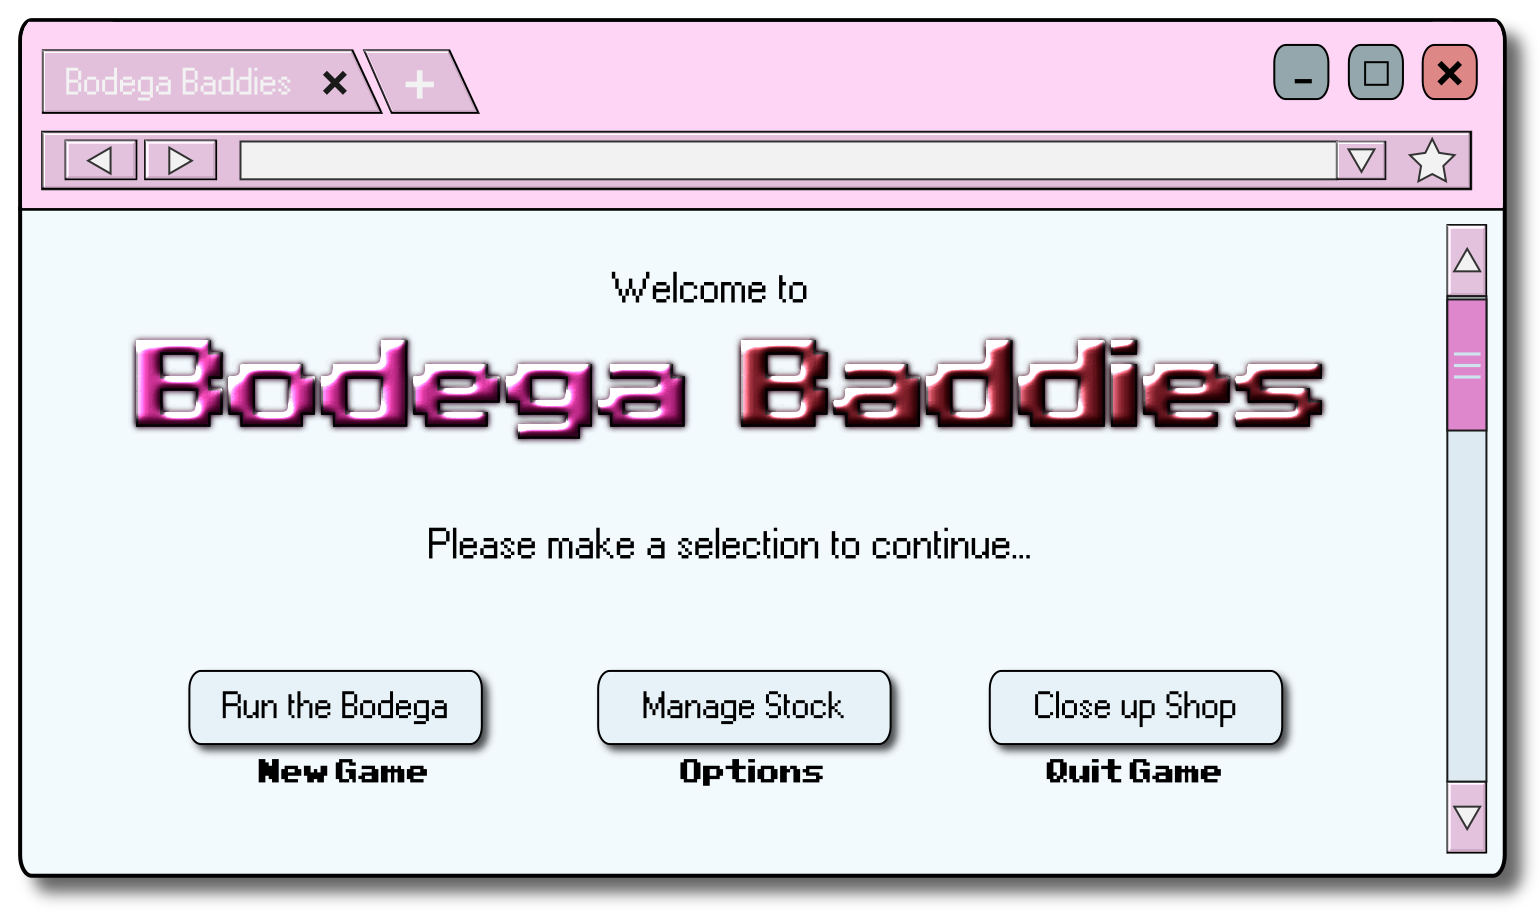 Bodega Baddies
Welcome to
Bodega Baddies
Please make a selection to continue...
Run the Bodega
Manage Stock
Close up Shop
New Game
Options
Quit Game